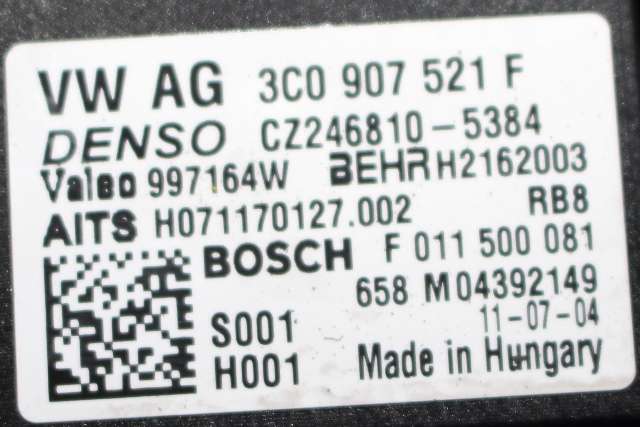 VW AG 3C0 907 521 F
DENSO CZ246810-5384
Valeo 997164W BEHR H2162003
AITS H071170127.002 RB8
BOSCH F 011 500 081
658 M 04392149
S001 11-07-04
H001 Made in Hungary